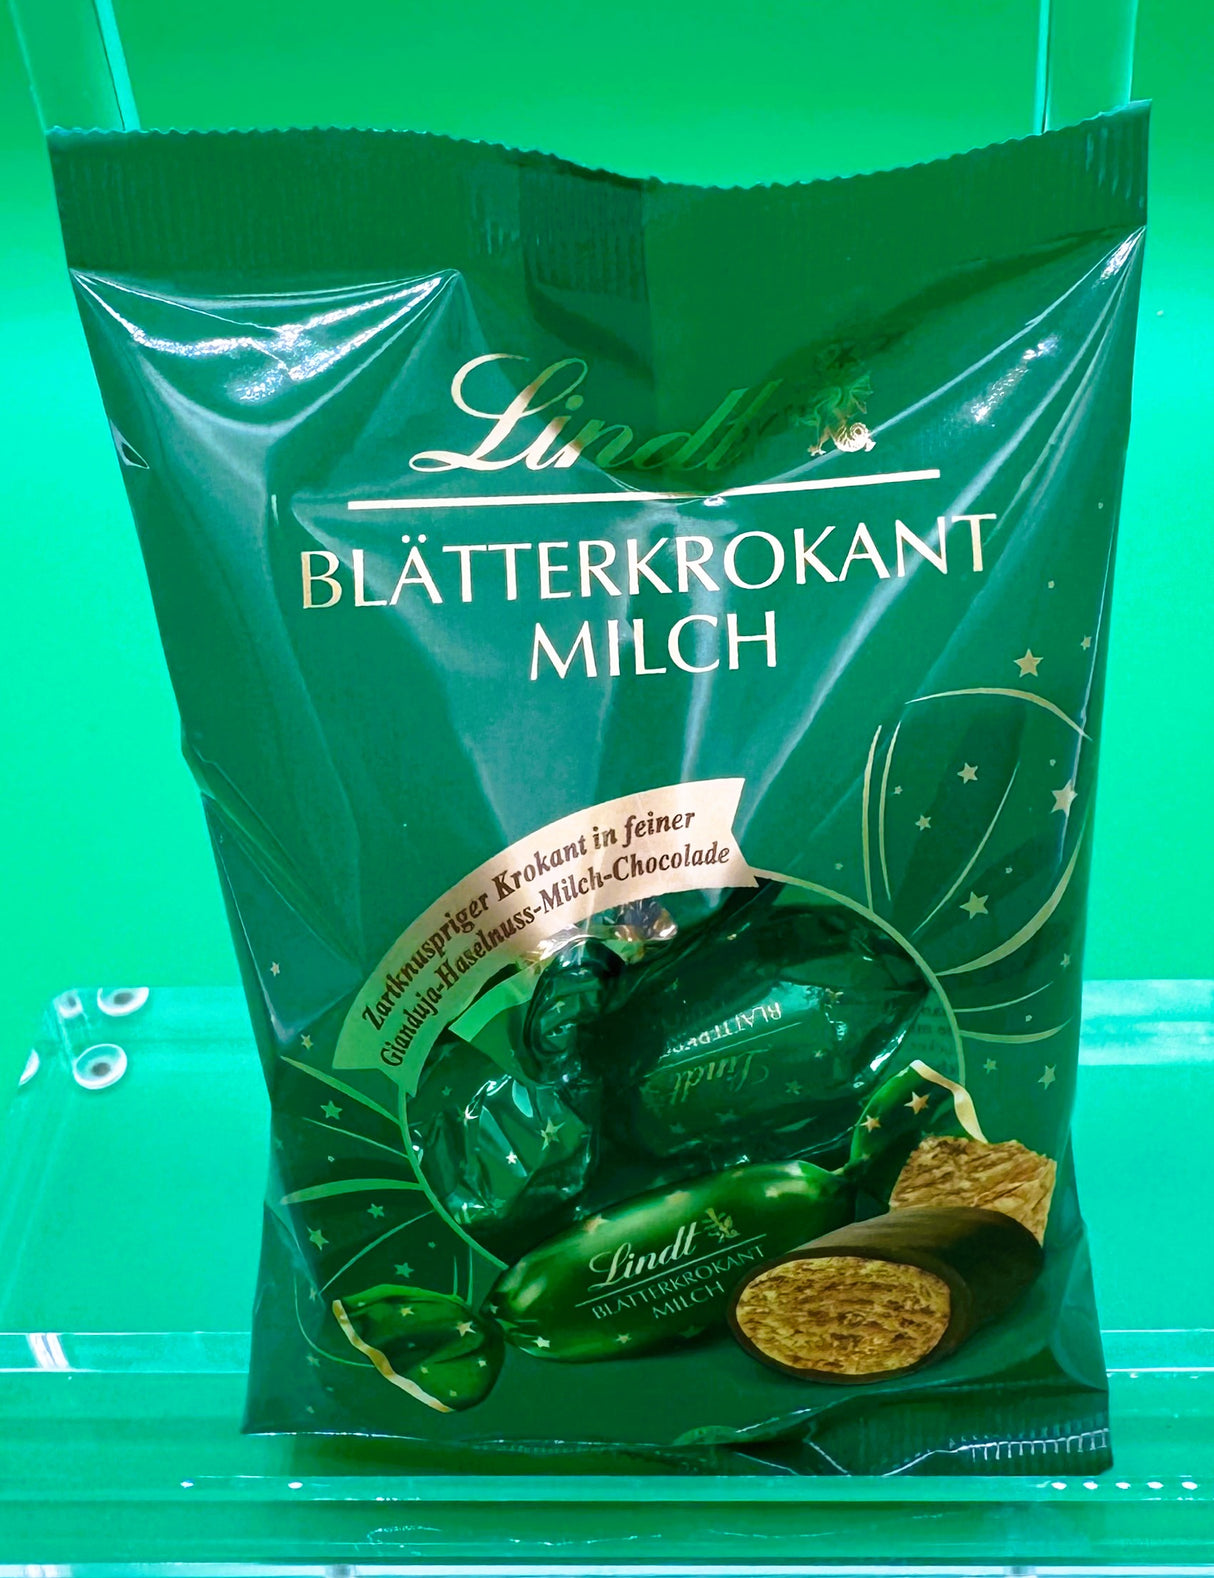 Lindt
BLÄTTERKROKANT
MILCH
Zartknuspriger Krokant in feiner
Gianduja-Haselnuss-Milch-Chocolade
Lindt
Lindt
BLÄTTERKROKANT
MILCH